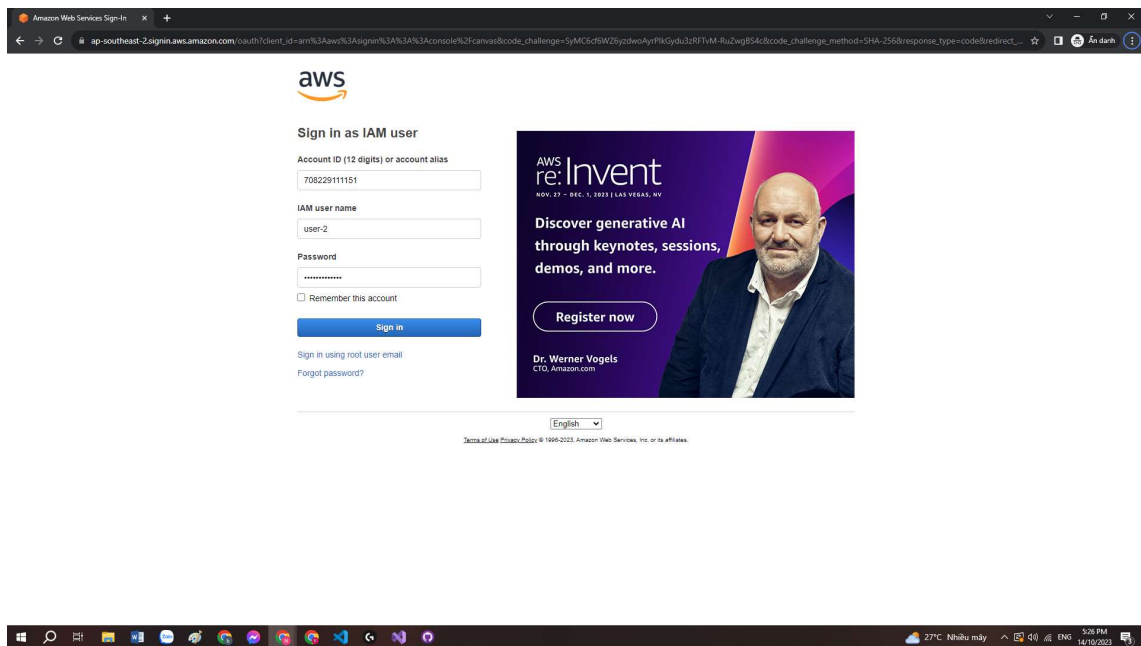 Amazon Web Services Sign-In
ap-southeast-2.signin.aws.amazon.com/oauth?client_id=arn%3Aaws%3Asignin%3A%3A%3Aconsole%2Fcanvas&code_challenge=SyMC6cf6WZ6yzdwoAyrPlkGydu3zRFTvM-RuZwgBS4c&code_challenge_method=SHA-256&response_type=code&redirect_...
Ẩn danh
aws
Sign in as IAM user
Account ID (12 digits) or account alias
708229111151
IAM user name
user-2
Password
Remember this account
Sign in
Sign in using root user email
Forgot password?
AWS
re:Invent
NOV. 27 – DEC. 1, 2023 | LAS VEGAS, NV
Discover generative AI
through keynotes, sessions,
demos, and more.
Register now
Dr. Werner Vogels
CTO, Amazon.com
English
Terms of Use Privacy Policy © 1996-2023, Amazon Web Services, Inc. or its affiliates.
Zalo
27°C Nhiều mây
ENG
5:26 PM
14/10/2023